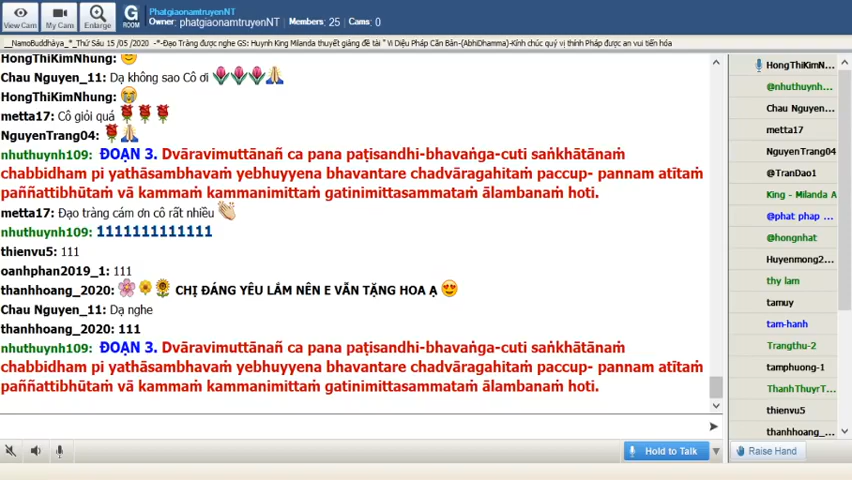 View Cam
My Cam
Enlarge
G
ROOM
PhatgiaonamtruyenNT
Owner: phatgiaonamtruyenNT Members: 25 Cams: 0
__NamoBuddhàya_*_Thứ Sáu 15 /05 /2020 -*-Đạo Tràng được nghe GS: Huynh King Milanda thuyết giảng đề tài " Vi Diệu Pháp Căn Bản-(AbhiDhamma)-Kính chúc quý vị thính Pháp được an vui tiến hóa
HongThiKimNhung:
Chau Nguyen_11: Dạ không sao Cô ơi
HongThiKimNhung:
metta17: Cô giỏi quá
NguyenTrang04:
nhuthuynh109: ĐOẠN 3. Dvāravimuttānañ ca pana paṭisandhi-bhavaṅga-cuti saṅkhātānaṁ
chabbidham pi yathāsambhavaṁ yebhuyyena bhavantare chadvāragahitaṁ paccup- pannam atītaṁ
paññattibhūtaṁ vā kammaṁ kammanimittaṁ gatinimittasammataṁ ālambanaṁ hoti.
metta17: Đạo tràng cám ơn cô rất nhiều
nhuthuynh109: 1111111111111
thienvu5: 111
oanhphan2019_1: 111
thanhhoang_2020: CHỊ ĐÁNG YÊU LẮM NÊN E VẪN TẶNG HOA Ạ
Chau Nguyen_11: Dạ nghe
thanhhoang_2020: 111
nhuthuynh109: ĐOẠN 3. Dvāravimuttānañ ca pana paṭisandhi-bhavaṅga-cuti saṅkhātānaṁ
chabbidham pi yathāsambhavaṁ yebhuyyena bhavantare chadvāragahitaṁ paccup- pannam atītaṁ
paññattibhūtaṁ vā kammaṁ kammanimittaṁ gatinimittasammataṁ ālambanaṁ hoti.
Hold to Talk
HongThiKimN...
@nhuthuynh...
Chau Nguyen...
metta17
NguyenTrang04
@TranDao1
King - Milanda A
@phat phap ...
@hongnhat
Huyenmong2...
thy lam
tamuy
tam-hanh
Trangthu-2
tamphuong-1
ThanhThuyrT...
thienvu5
thanhhoang_...
Raise Hand